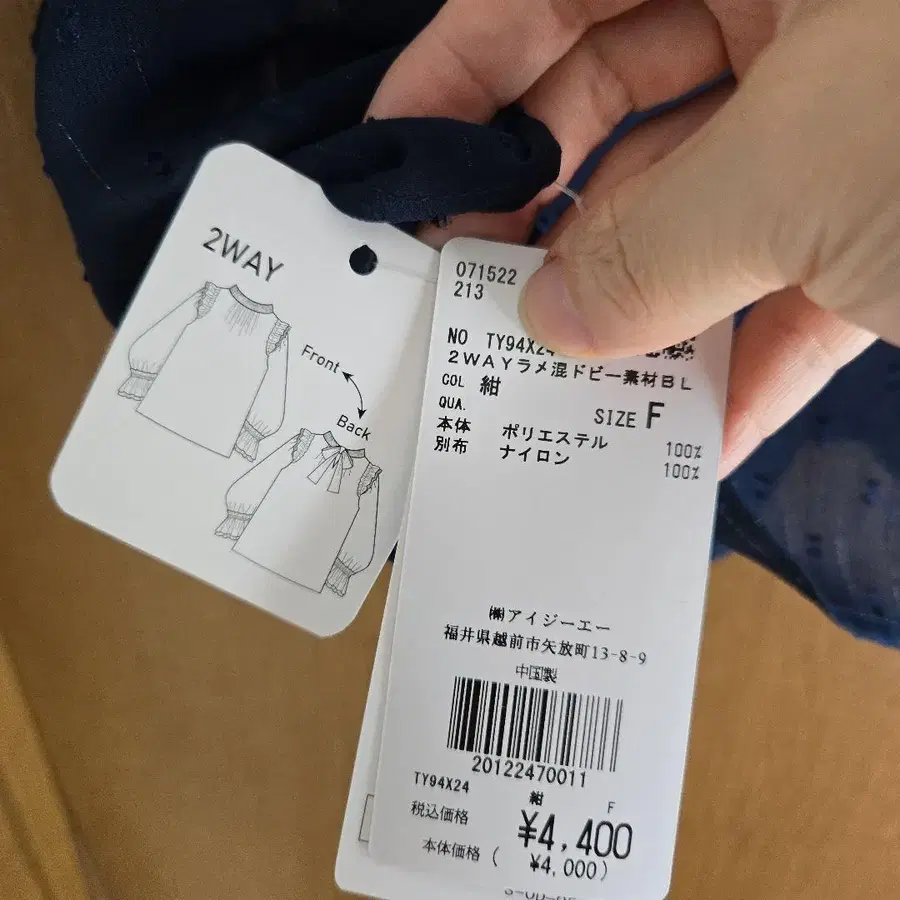 2WAY
Front
Back
071522
213
NO TY94X24
2WAYラメ混ドビー素材BL
COL 紺
QUA. SIZE F
本体 ポリエステル 100%
別布 ナイロン 100%
㈱アイジーエー
福井県越前市矢放町13-8-9
中国製
20122470011
TY94X24 紺 F
税込価格 ¥4,400
本体価格( ¥4,000)